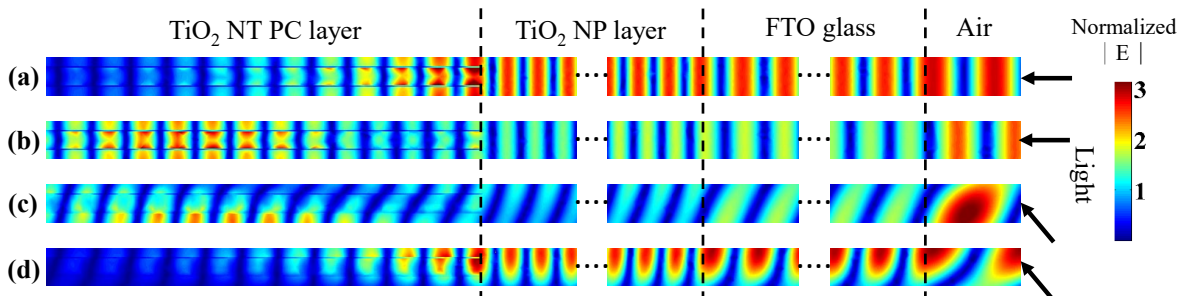 TiO₂ NT PC layer
TiO₂ NP layer
FTO glass
Air
Normalized
| E |
(a)
(b)
(c)
(d)
3
2
1
Light